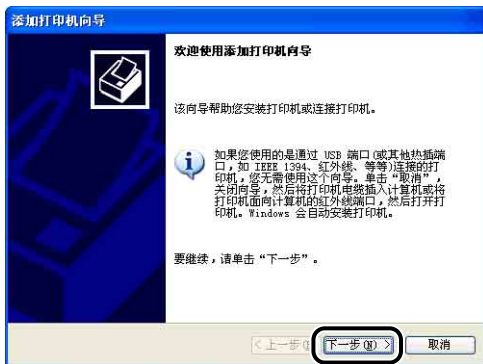 添加打印机向导
欢迎使用添加打印机向导
该向导帮助您安装打印机或连接打印机。
如果您使用的是通过 USB 端口(或其他热插端
口，如 IEEE 1394、红外线、等等)连接的打
印机，您无需使用这个向导。单击“取消”，
关闭向导，然后将打印机电缆插入计算机或将
打印机面向计算机的红外线端口，然后打开打
印机。Windows 会自动安装打印机。
要继续，请单击“下一步”。
<上一步 下一步(N) > 取消